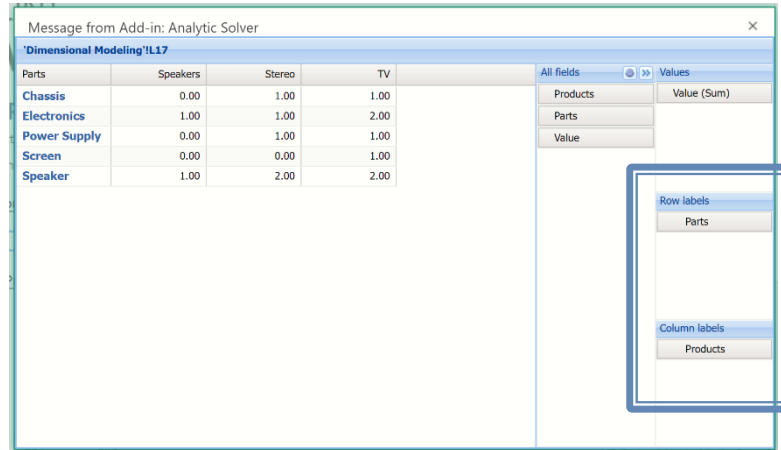 Message from Add-in: Analytic Solver
'Dimensional Modeling'!L17
Parts Speakers Stereo TV
Chassis 0.00 1.00 1.00
Electronics 1.00 1.00 2.00
Power Supply 0.00 1.00 1.00
Screen 0.00 0.00 1.00
Speaker 1.00 2.00 2.00
All fields
Products
Parts
Value
Values
Value (Sum)
Row labels
Parts
Column labels
Products